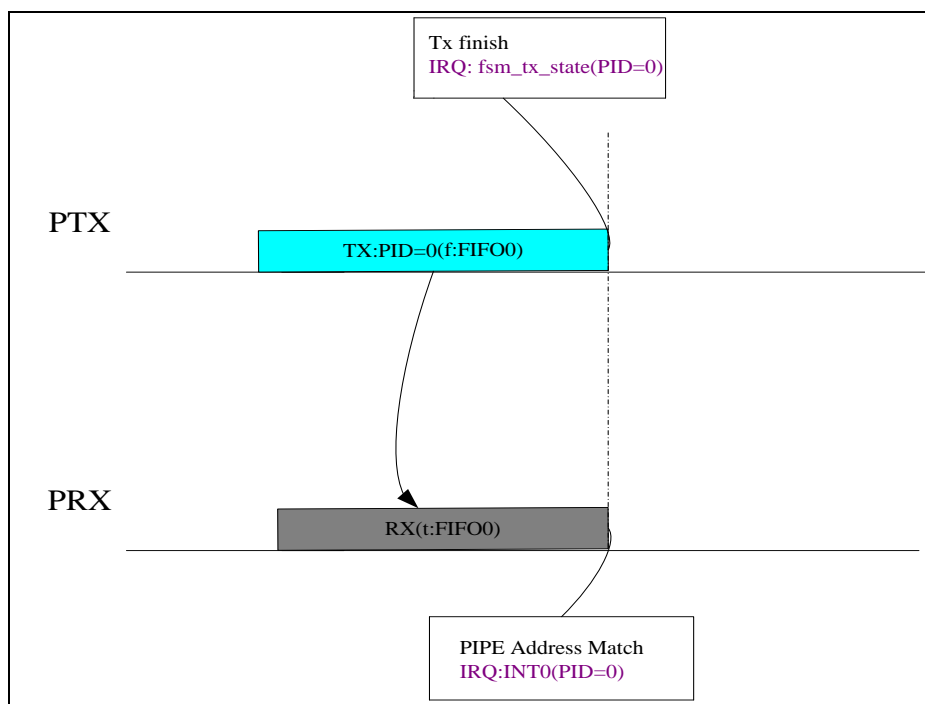 Tx finish
IRQ: fsm_tx_state(PID=0)
PTX
TX:PID=0(f:FIFO0)
PRX
RX(t:FIFO0)
PIPE Address Match
IRQ:INT0(PID=0)